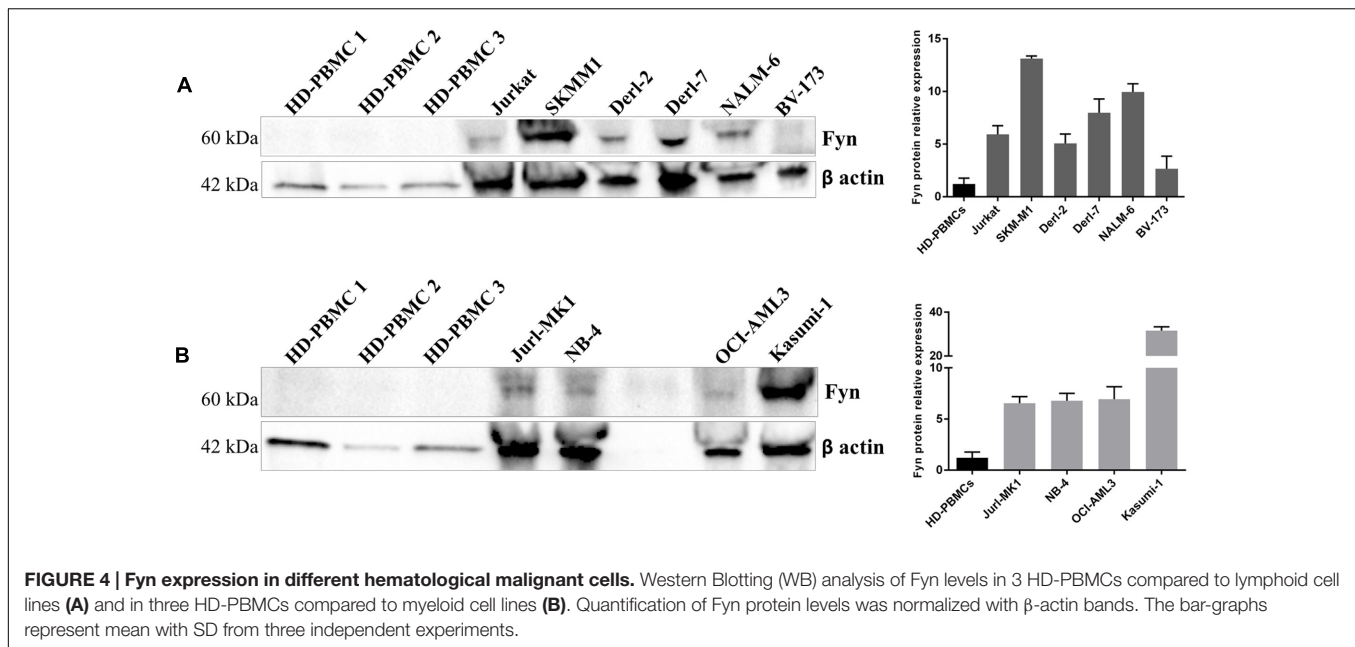 A
HD-PBMC 1
HD-PBMC 2
HD-PBMC 3
Jurkat
SKMM1
Derl-2
Derl-7
NALM-6
BV-173
60 kDa
Fyn
42 kDa
β actin
Fyn protein relative expression
15
10
5
0
HD-PBMCs
Jurkat
SKM-M1
Derl-2
Derl-7
NALM-6
BV-173
B
HD-PBMC 1
HD-PBMC 2
HD-PBMC 3
Jurl-MK1
NB-4
OCI-AML3
Kasumi-1
60 kDa
Fyn
42 kDa
β actin
Fyn protein relative expression
40
20
10
5
0
HD-PBMCs
Jurl-MK1
NB-4
OCI-AML3
Kasumi-1
FIGURE 4 | Fyn expression in different hematological malignant cells. Western Blotting (WB) analysis of Fyn levels in 3 HD-PBMCs compared to lymphoid cell
lines (A) and in three HD-PBMCs compared to myeloid cell lines (B). Quantification of Fyn protein levels was normalized with β-actin bands. The bar-graphs
represent mean with SD from three independent experiments.